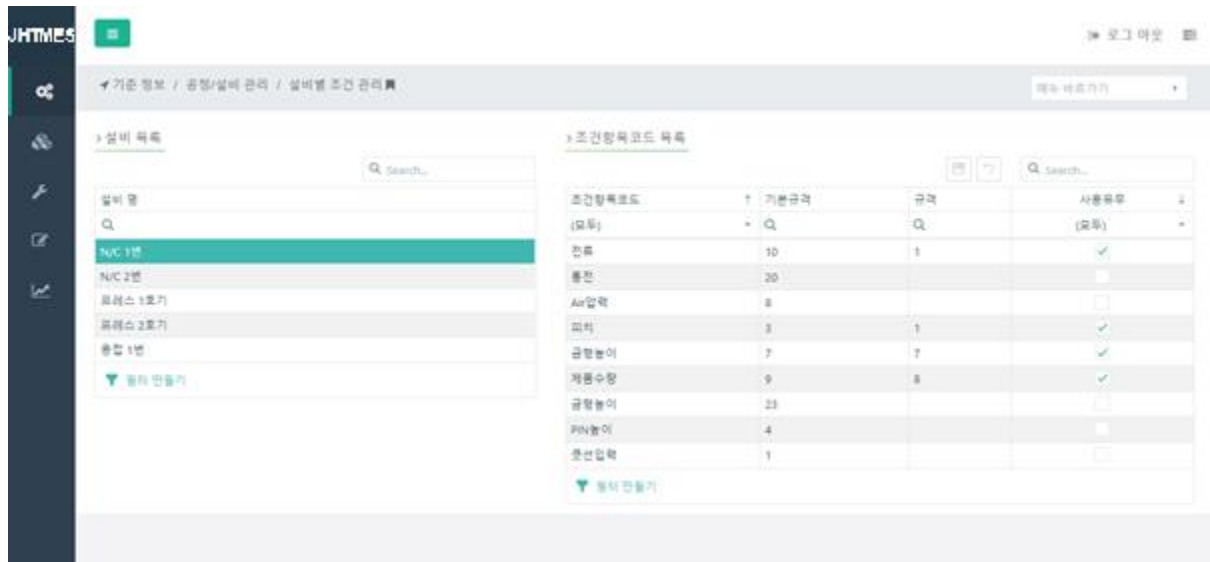 JHTMES
로그 아웃
기준 정보 / 공정/설비 관리 / 설비별 조건 관리
메뉴 바로가기
설비 목록
Search...
설비 명
N/C 1번
N/C 2번
프레스 1호기
프레스 2호기
용접 1번
필터 만들기
조건항목코드 목록
Search...
조건항목코드 기본규격 규격 사용유무
(모두) (모두)
전류 10 1
통전 20
Air압력 8
피치 3 1
금형높이 7 7
제품수량 9 8
금형높이 23
PIN높이 4
쿠션압력 1
필터 만들기